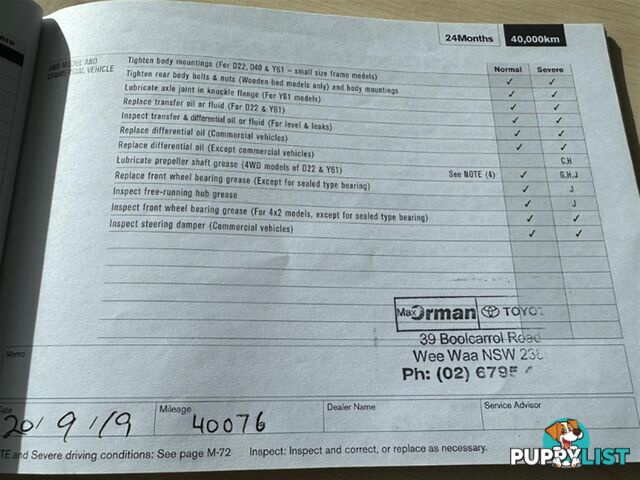 24Months 40,000km
4WD MODEL AND COMMERCIAL VEHICLE
Normal Severe
Tighten body mountings (For D22, D40 & Y61 – small size frame models) ✓ ✓
Tighten rear body bolts & nuts (Wooden bed models only) and body mountings ✓ ✓
Lubricate axle joint in knuckle flange (For Y61 models) ✓ ✓
Replace transfer oil or fluid (For D22 & Y61) ✓ ✓
Inspect transfer & differential oil or fluid (For level & leaks) ✓ ✓
Replace differential oil (Commercial vehicles) ✓ ✓
Replace differential oil (Except commercial vehicles) C,H
Lubricate propeller shaft grease (4WD models of D22 & Y61) See NOTE (4) ✓ G,H,J
Replace front wheel bearing grease (Except for sealed type bearing) ✓ J
Inspect free-running hub grease ✓ J
Inspect front wheel bearing grease (For 4x2 models, except for sealed type bearing) ✓ ✓
Inspect steering damper (Commercial vehicles) ✓ ✓
Max Orman TOYOT
39 Boolcarrol Road
Wee Waa NSW 238
Ph: (02) 6795
Memo
Date Mileage Dealer Name Service Advisor
40076
TE and Severe driving conditions: See page M-72 Inspect: Inspect and correct, or replace as necessary.
PUPPYLIST